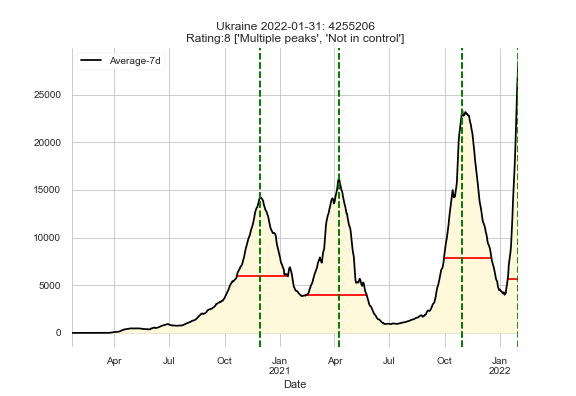 Ukraine 2022-01-31: 4255206
Rating:8 ['Multiple peaks', 'Not in control']
Average-7d
25000
20000
15000
10000
5000
0
Apr Jul Oct Jan Apr Jul Oct Jan
2021 2022
Date